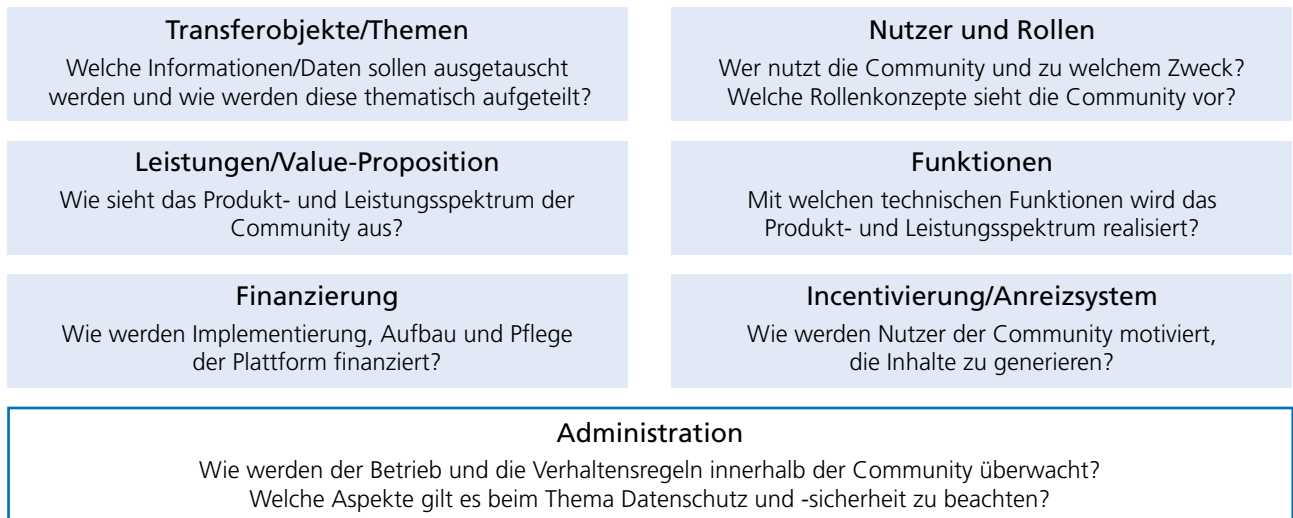 Transferobjekte/Themen
Welche Informationen/Daten sollen ausgetauscht
werden und wie werden diese thematisch aufgeteilt?
Nutzer und Rollen
Wer nutzt die Community und zu welchem Zweck?
Welche Rollenkonzepte sieht die Community vor?
Leistungen/Value-Proposition
Wie sieht das Produkt- und Leistungsspektrum der
Community aus?
Funktionen
Mit welchen technischen Funktionen wird das
Produkt- und Leistungsspektrum realisiert?
Finanzierung
Wie werden Implementierung, Aufbau und Pflege
der Plattform finanziert?
Incentivierung/Anreizsystem
Wie werden Nutzer der Community motiviert,
die Inhalte zu generieren?
Administration
Wie werden der Betrieb und die Verhaltensregeln innerhalb der Community überwacht?
Welche Aspekte gilt es beim Thema Datenschutz und -sicherheit zu beachten?